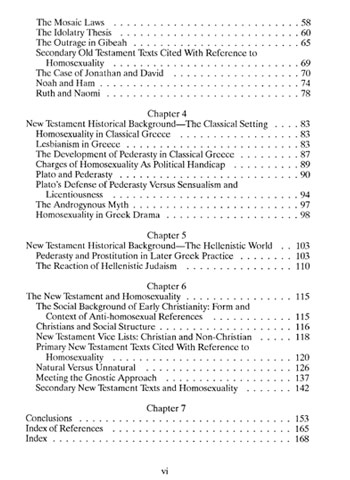 The Mosaic Laws . . . . . . . . . . . . . . . . . . . . . . . . . . . 58
The Idolatry Thesis . . . . . . . . . . . . . . . . . . . . . . . . . 60
The Outrage in Gibeah . . . . . . . . . . . . . . . . . . . . . . 65
Secondary Old Testament Texts Cited With Reference to
Homosexuality . . . . . . . . . . . . . . . . . . . . . . . . . 69
The Case of Jonathan and David . . . . . . . . . . . . . . . . 70
Noah and Ham . . . . . . . . . . . . . . . . . . . . . . . . . . . 74
Ruth and Naomi . . . . . . . . . . . . . . . . . . . . . . . . . . 78
Chapter 4
New Testament Historical Background—The Classical Setting . . . . 83
Homosexuality in Classical Greece . . . . . . . . . . . . . . 83
Lesbianism in Greece . . . . . . . . . . . . . . . . . . . . . . . 83
The Development of Pederasty in Classical Greece . . . . . . . . 87
Charges of Homosexuality As Political Handicap . . . . . . . . 89
Plato and Pederasty . . . . . . . . . . . . . . . . . . . . . . . . 90
Plato's Defense of Pederasty Versus Sensualism and
Licentiousness . . . . . . . . . . . . . . . . . . . . . . . . . 94
The Androgynous Myth . . . . . . . . . . . . . . . . . . . . . . 97
Homosexuality in Greek Drama . . . . . . . . . . . . . . . . . 98
Chapter 5
New Testament Historical Background—The Hellenistic World . . 103
Pederasty and Prostitution in Later Greek Practice . . . . . . . . 103
The Reaction of Hellenistic Judaism . . . . . . . . . . . . . 110
Chapter 6
The New Testament and Homosexuality . . . . . . . . . . . . . . . 115
The Social Background of Early Christianity: Form and
Context of Anti-homosexual References . . . . . . . . . . 115
Christians and Social Structure . . . . . . . . . . . . . . . . . 116
New Testament Vice Lists: Christian and Non-Christian . . . . . 118
Primary New Testament Texts Cited With Reference to
Homosexuality . . . . . . . . . . . . . . . . . . . . . . . . 120
Natural Versus Unnatural . . . . . . . . . . . . . . . . . . . . 126
Meeting the Gnostic Approach . . . . . . . . . . . . . . . . . 137
Secondary New Testament Texts and Homosexuality . . . . . . . 142
Chapter 7
Conclusions . . . . . . . . . . . . . . . . . . . . . . . . . . . . . 153
Index of References . . . . . . . . . . . . . . . . . . . . . . . . 165
Index . . . . . . . . . . . . . . . . . . . . . . . . . . . . . . . . 168
vi